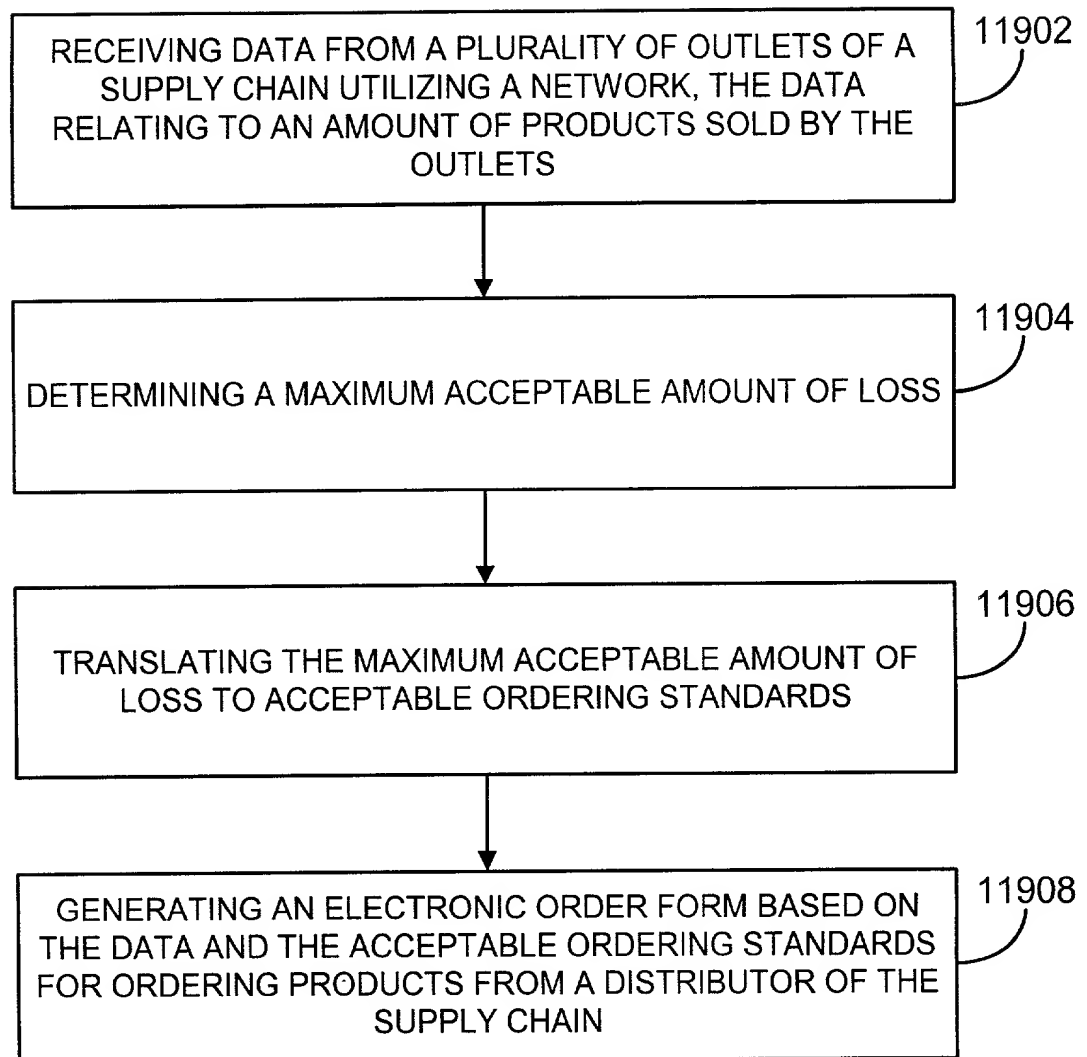 RECEIVING DATA FROM A PLURALITY OF OUTLETS OF A
SUPPLY CHAIN UTILIZING A NETWORK, THE DATA
RELATING TO AN AMOUNT OF PRODUCTS SOLD BY THE
OUTLETS
11902
DETERMINING A MAXIMUM ACCEPTABLE AMOUNT OF LOSS
11904
TRANSLATING THE MAXIMUM ACCEPTABLE AMOUNT OF
LOSS TO ACCEPTABLE ORDERING STANDARDS
11906
GENERATING AN ELECTRONIC ORDER FORM BASED ON
THE DATA AND THE ACCEPTABLE ORDERING STANDARDS
FOR ORDERING PRODUCTS FROM A DISTRIBUTOR OF THE
SUPPLY CHAIN
11908